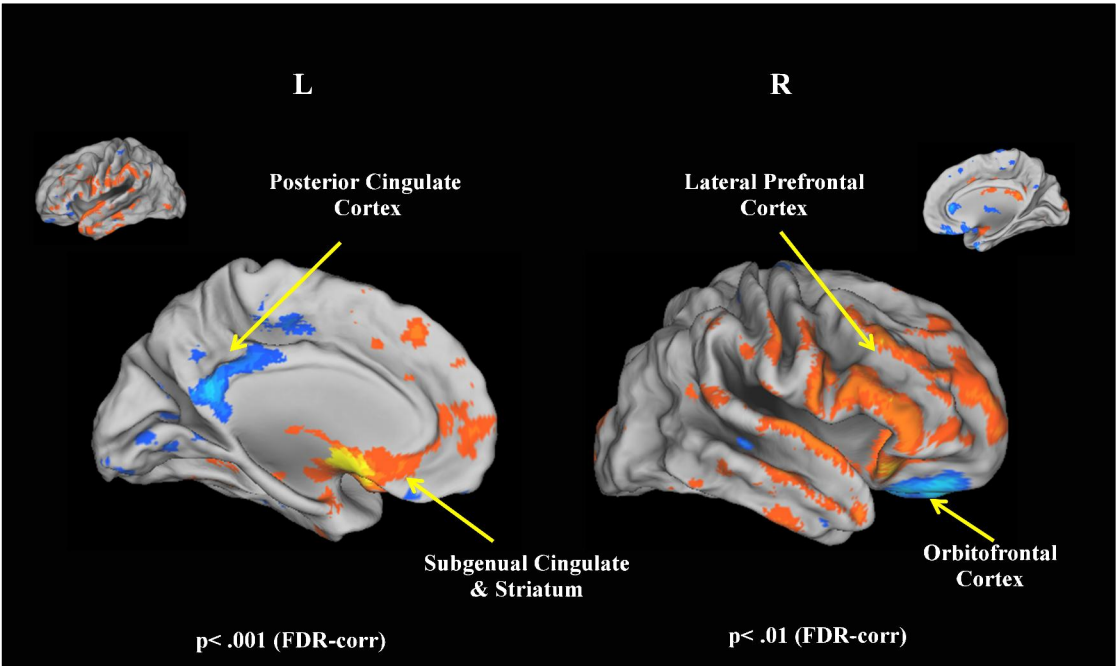 L
R
Posterior Cingulate
Cortex
Lateral Prefrontal
Cortex
Subgenual Cingulate
& Striatum
Orbitofrontal
Cortex
p< .001 (FDR-corr)
p< .01 (FDR-corr)